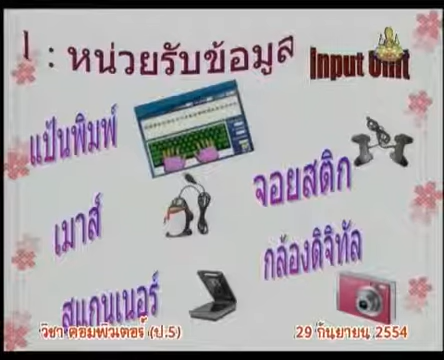 1 : หน่วยรับข้อมูล
Input Unit
แป้นพิมพ์
จอยสติก
เมาส์
กล้องดิจิทัล
สแกนเนอร์
วิชา คอมพิวเตอร์ (ป.5)
29 กันยายน 2554